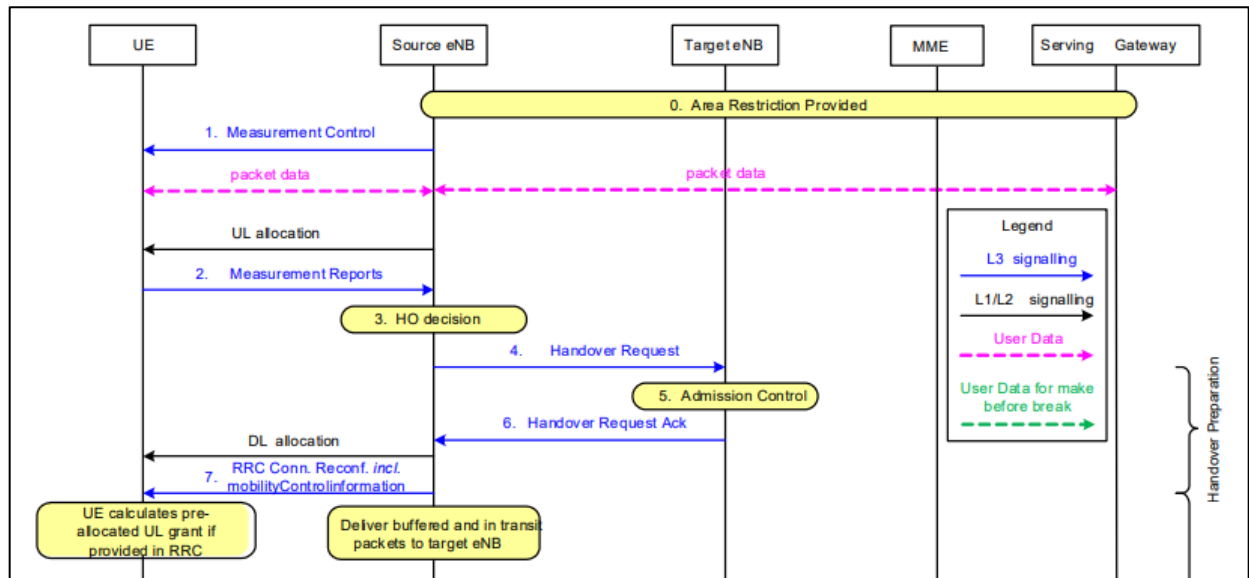 UE
Source eNB
Target eNB
MME
Serving Gateway
0. Area Restriction Provided
1. Measurement Control
packet data
packet data
UL allocation
Legend
L3 signalling
2. Measurement Reports
L1/L2 signalling
3. HO decision
User Data
4. Handover Request
5. Admission Control
User Data for make
before break
6. Handover Request Ack
DL allocation
7. RRC Conn. Reconf. incl.
mobilityControlinformation
UE calculates pre-
allocated UL grant if
provided in RRC
Deliver buffered and in transit
packets to target eNB
Handover Preparation